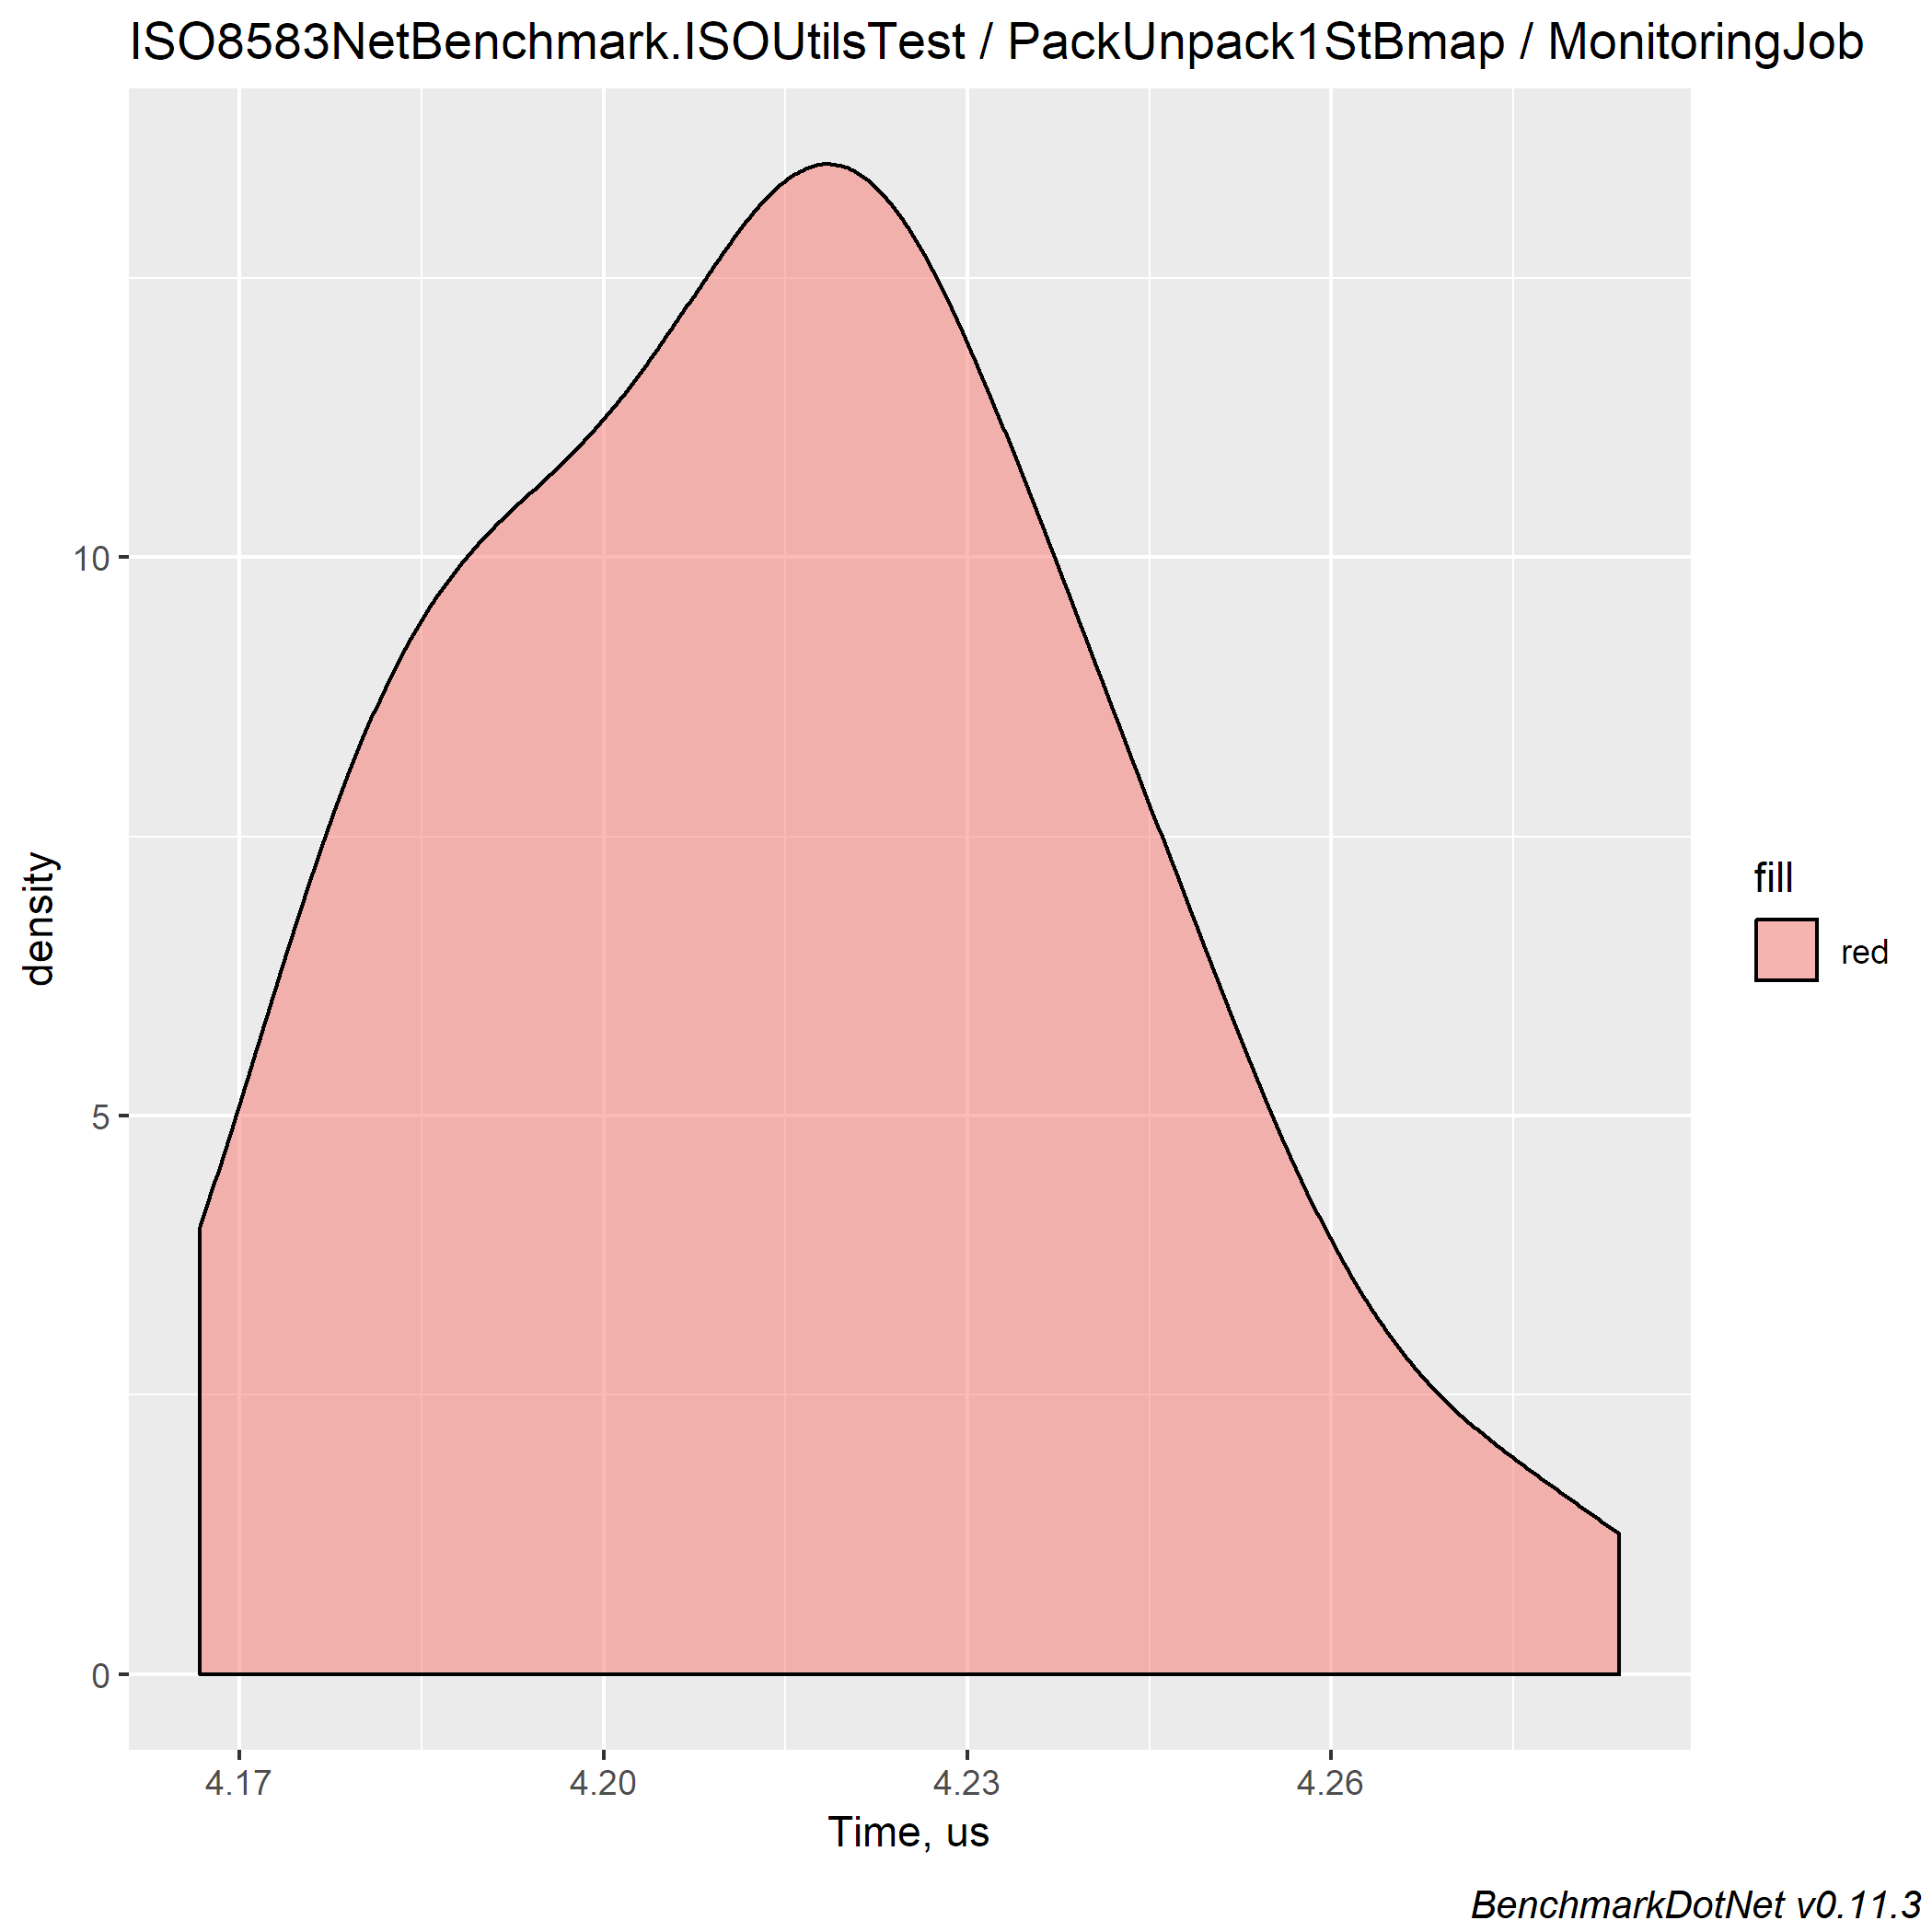 ISO8583NetBenchmark.ISOUtilsTest / PackUnpack1StBmap / MonitoringJob
density
10
5
0
4.17 4.20 4.23 4.26
Time, us
fill
red
BenchmarkDotNet v0.11.3